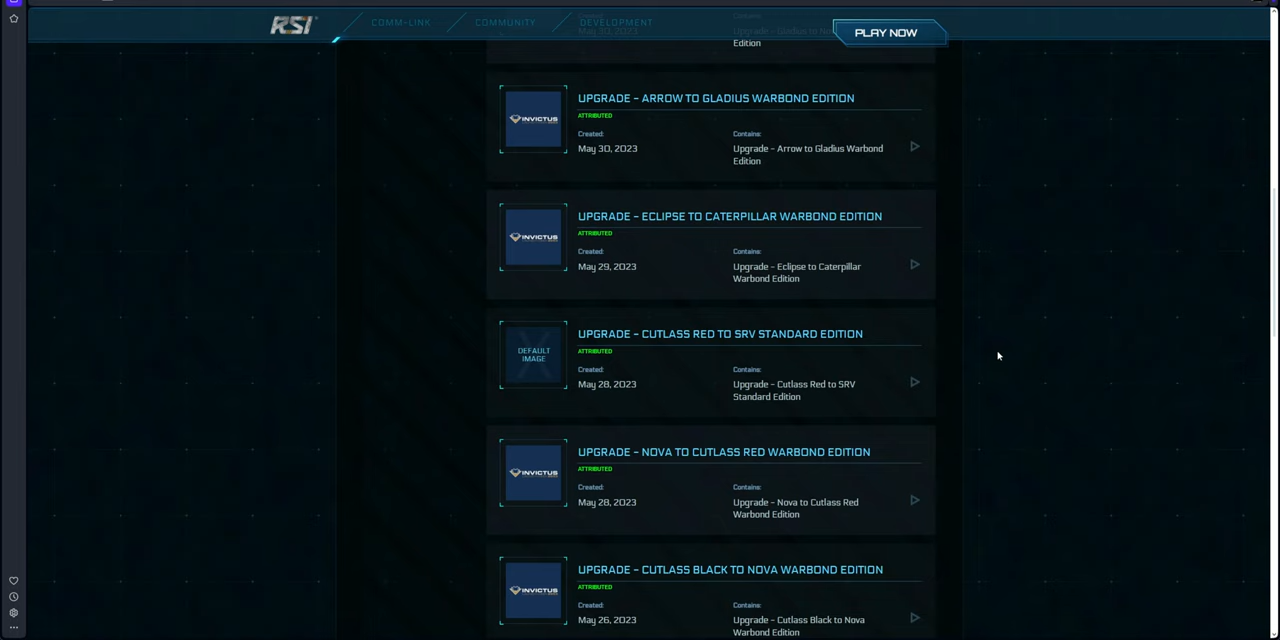 RSI
COMM-LINK
COMMUNITY
DEVELOPMENT
PLAY NOW
Edition
UPGRADE - ARROW TO GLADIUS WARBOND EDITION
ATTRIBUTED
Created:
Contains:
May 30, 2023
Upgrade - Arrow to Gladius Warbond
Edition
INVICTUS
UPGRADE - ECLIPSE TO CATERPILLAR WARBOND EDITION
ATTRIBUTED
Created:
Contains:
May 29, 2023
Upgrade - Eclipse to Caterpillar
Warbond Edition
INVICTUS
UPGRADE - CUTLASS RED TO SRV STANDARD EDITION
ATTRIBUTED
DEFAULT
IMAGE
Created:
Contains:
May 28, 2023
Upgrade - Cutlass Red to SRV
Standard Edition
UPGRADE - NOVA TO CUTLASS RED WARBOND EDITION
ATTRIBUTED
INVICTUS
Created:
Contains:
May 28, 2023
Upgrade - Nova to Cutlass Red
Warbond Edition
UPGRADE - CUTLASS BLACK TO NOVA WARBOND EDITION
ATTRIBUTED
INVICTUS
Created:
Contains:
May 26, 2023
Upgrade - Cutlass Black to Nova
Warbond Edition